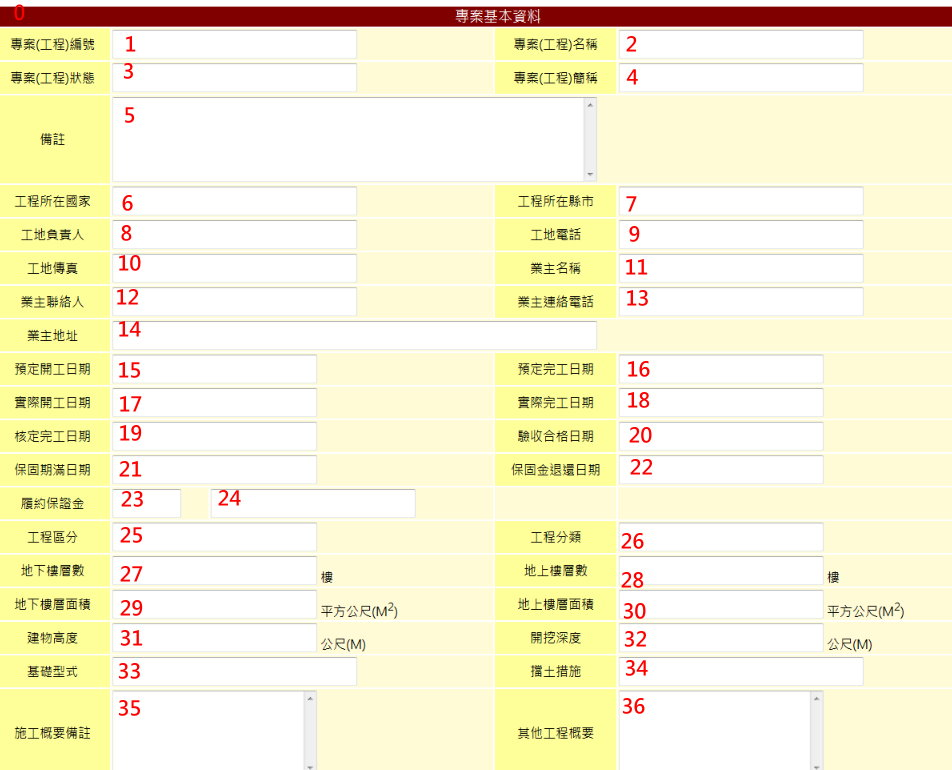 0 專案基本資料
專案(工程)編號 1 專案(工程)名稱 2
專案(工程)狀態 3 專案(工程)簡稱 4
備註 5
工程所在國家 6 工程所在縣市 7
工地負責人 8 工地電話 9
工地傳真 10 業主名稱 11
業主聯絡人 12 業主連絡電話 13
業主地址 14
預定開工日期 15 預定完工日期 16
實際開工日期 17 實際完工日期 18
核定完工日期 19 驗收合格日期 20
保固期滿日期 21 保固金退還日期 22
履約保證金 23 24
工程區分 25 工程分類 26
地下樓層數 27 樓 地上樓層數 28 樓
地下樓層面積 29 平方公尺(M²) 地上樓層面積 30 平方公尺(M²)
建物高度 31 公尺(M) 開挖深度 32 公尺(M)
基礎型式 33 擋土措施 34
施工概要備註 35 其他工程概要 36